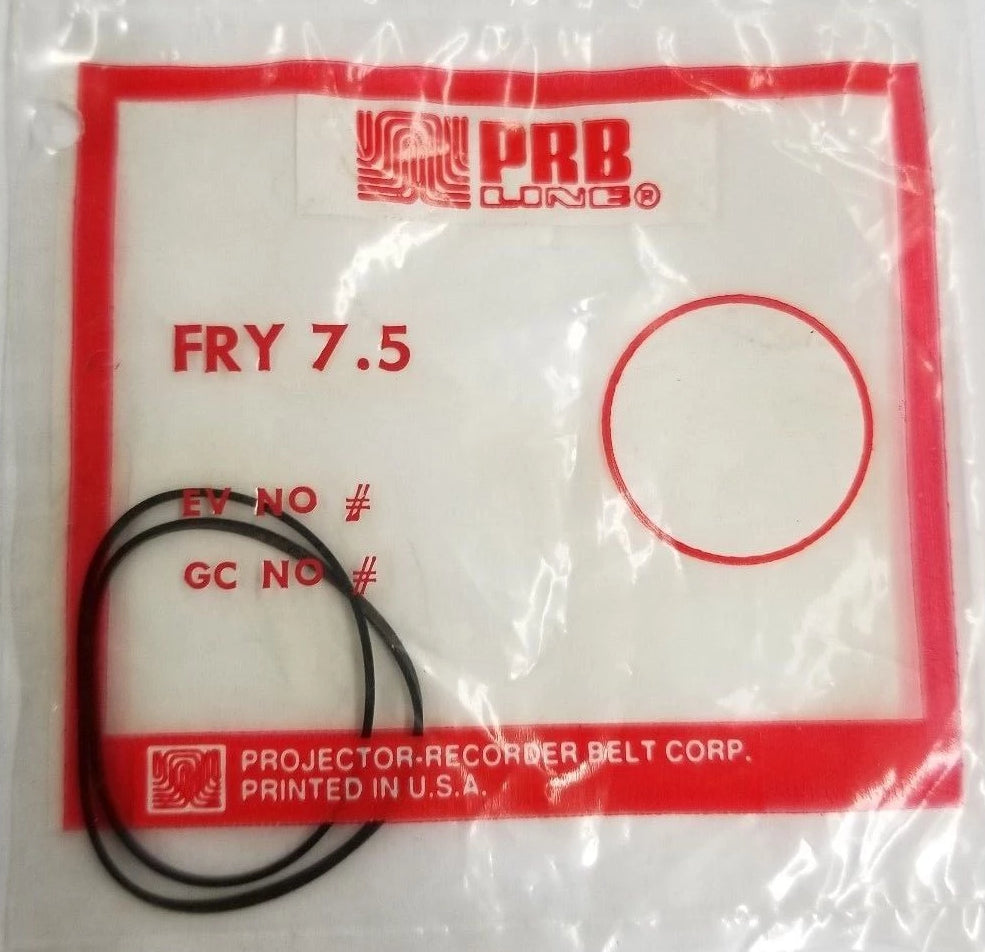 PRB
LINE®
FRY 7.5
EV NO #
GC NO #
PROJECTOR-RECORDER BELT CORP.
PRINTED IN U.S.A.